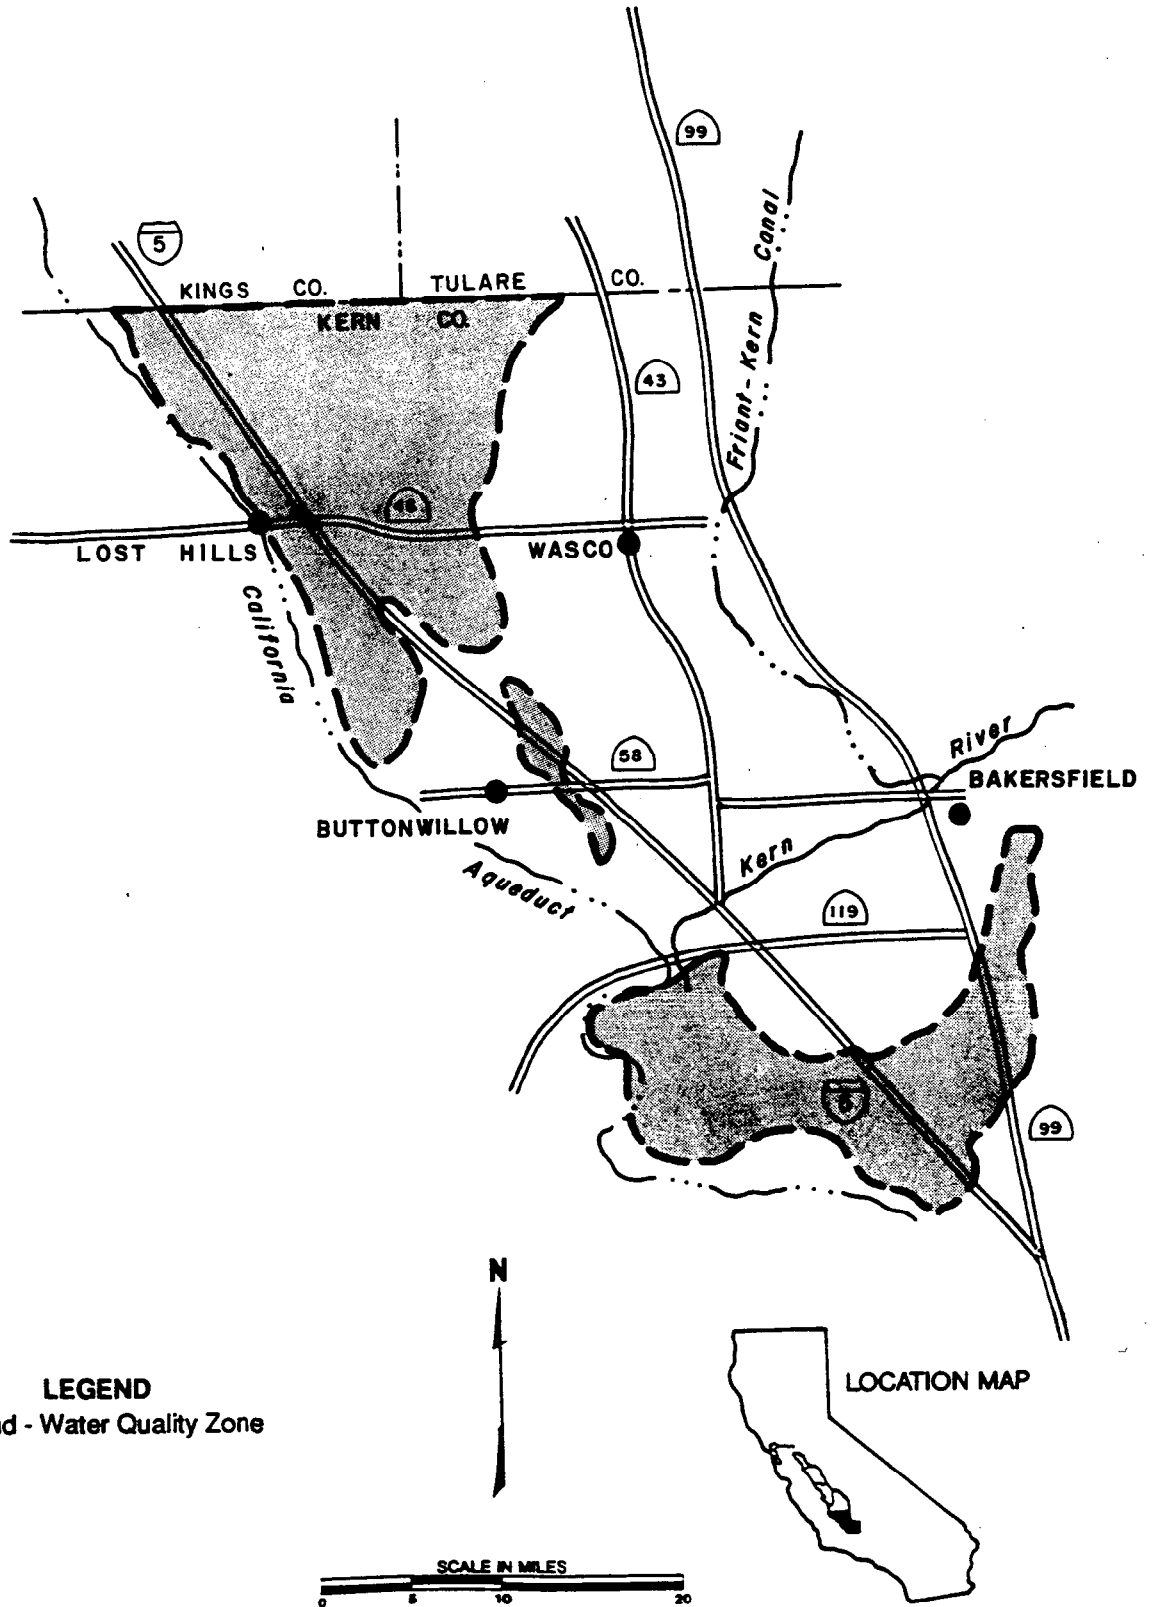 99
Friant-Kern Canal
5
KINGS CO. TULARE CO.
KERN CO.
43
46
LOST HILLS
WASCO
California
58
River
BAKERSFIELD
BUTTONWILLOW
Kern
Aqueduct
119
5
99
N
LEGEND
d - Water Quality Zone
LOCATION MAP
SCALE IN MILES
0 5 10 20